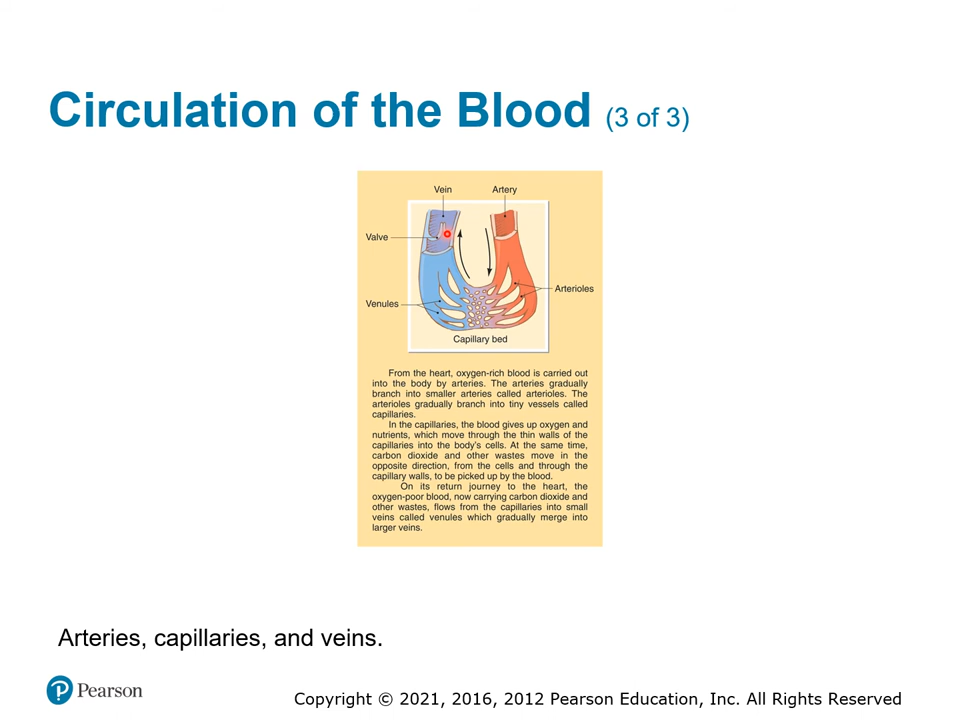 Circulation of the Blood (3 of 3)
Vein
Artery
Valve
Arterioles
Venules
Capillary bed
From the heart, oxygen-rich blood is carried out
into the body by arteries. The arteries gradually
branch into smaller arteries called arterioles. The
arterioles gradually branch into tiny vessels called
capillaries.
In the capillaries, the blood gives up oxygen and
nutrients, which move through the thin walls of the
capillaries into the body's cells. At the same time,
carbon dioxide and other wastes move in the
opposite direction, from the cells and through the
capillary walls, to be picked up by the blood.
On its return journey to the heart, the
oxygen-poor blood, now carrying carbon dioxide and
other wastes, flows from the capillaries into small
veins called venules which gradually merge into
larger veins.
Arteries, capillaries, and veins.
Pearson
Copyright © 2021, 2016, 2012 Pearson Education, Inc. All Rights Reserved